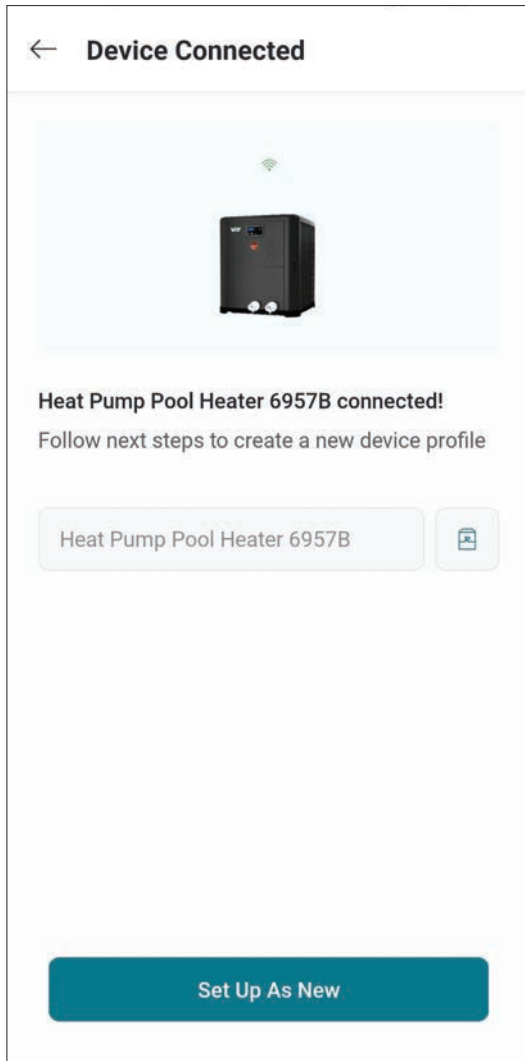 Device Connected
Heat Pump Pool Heater 6957B connected!
Follow next steps to create a new device profile
Heat Pump Pool Heater 6957B
Set Up As New